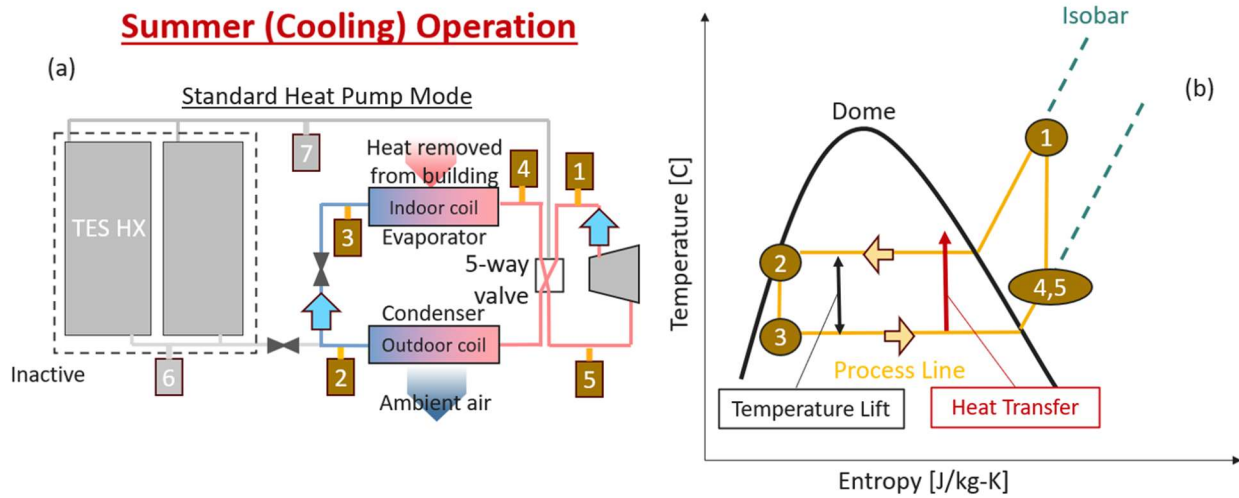 Summer (Cooling) Operation
(a)
Standard Heat Pump Mode
7
Heat removed
from building
4
1
TES HX
Indoor coil
3
Evaporator
5-way
valve
Condenser
Outdoor coil
Inactive
6
2
5
Ambient air
Isobar
(b)
Dome
1
2
4,5
3
Process Line
Temperature Lift
Heat Transfer
Temperature [C]
Entropy [J/kg-K]